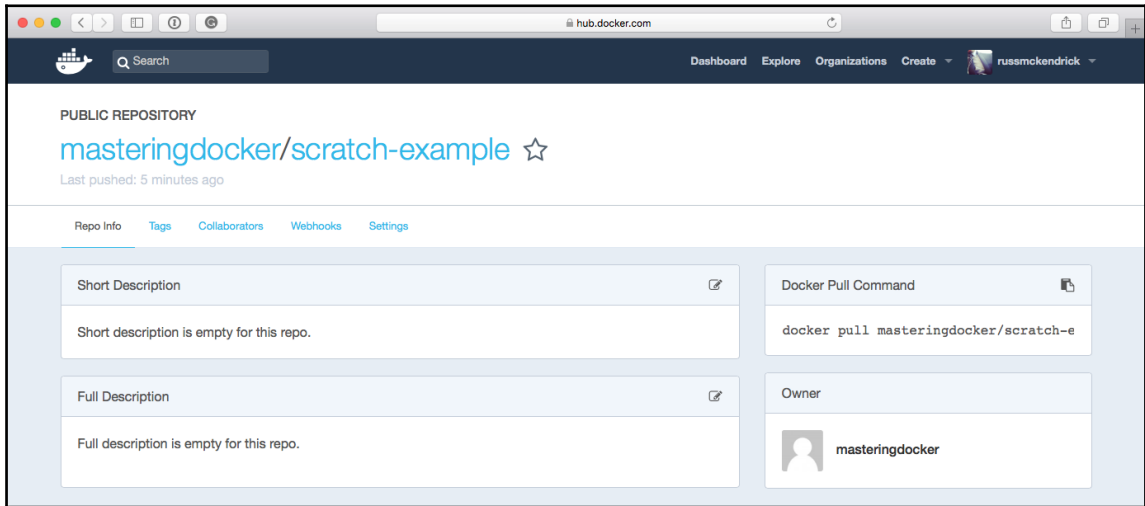 hub.docker.com
Search
Dashboard Explore Organizations Create russmckendrick
PUBLIC REPOSITORY
masteringdocker/scratch-example
Last pushed: 5 minutes ago
Repo Info Tags Collaborators Webhooks Settings
Short Description
Short description is empty for this repo.
Docker Pull Command
docker pull masteringdocker/scratch-e
Full Description
Full description is empty for this repo.
Owner
masteringdocker